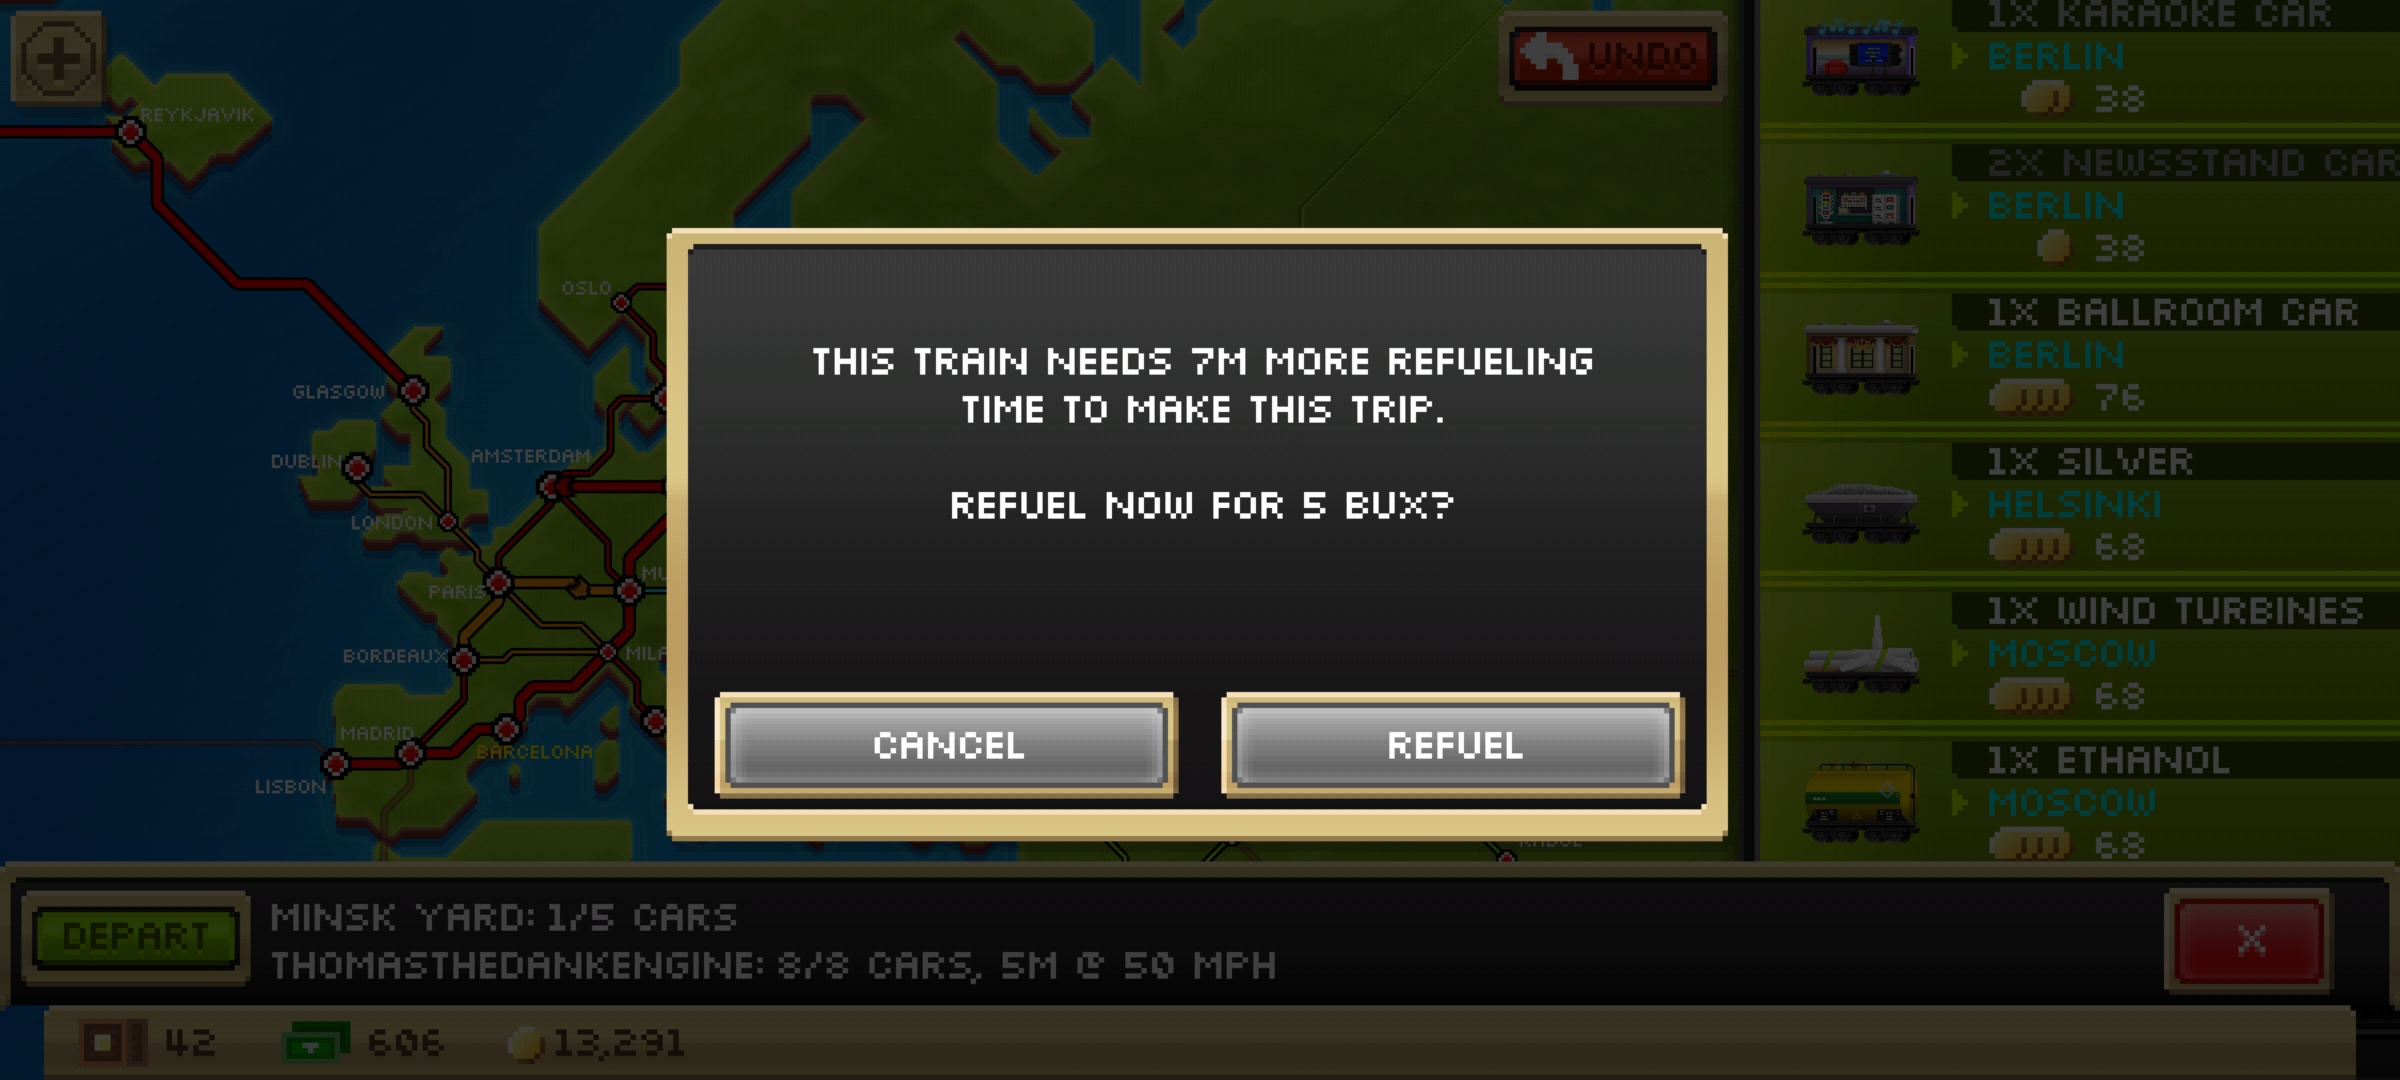 UNDO
REYKJAVIK
OSLO
GLASGOW
DUBLIN
AMSTERDAM
LONDON
PARIS
BORDEAUX
MADRID
BARCELONA
LISBON
THIS TRAIN NEEDS 7M MORE REFUELING
TIME TO MAKE THIS TRIP.
REFUEL NOW FOR 5 BUX?
CANCEL
REFUEL
1X KARAOKE CAR
BERLIN
38
2X NEWSSTAND CAR
BERLIN
38
1X BALLROOM CAR
BERLIN
76
1X SILVER
HELSINKI
68
1X WIND TURBINES
MOSCOW
68
1X ETHANOL
MOSCOW
68
DEPART
MINSK YARD: 1/5 CARS
THOMASTHEDANKENGINE: 8/8 CARS, 5M @ 50 MPH
X
42
606
13,291